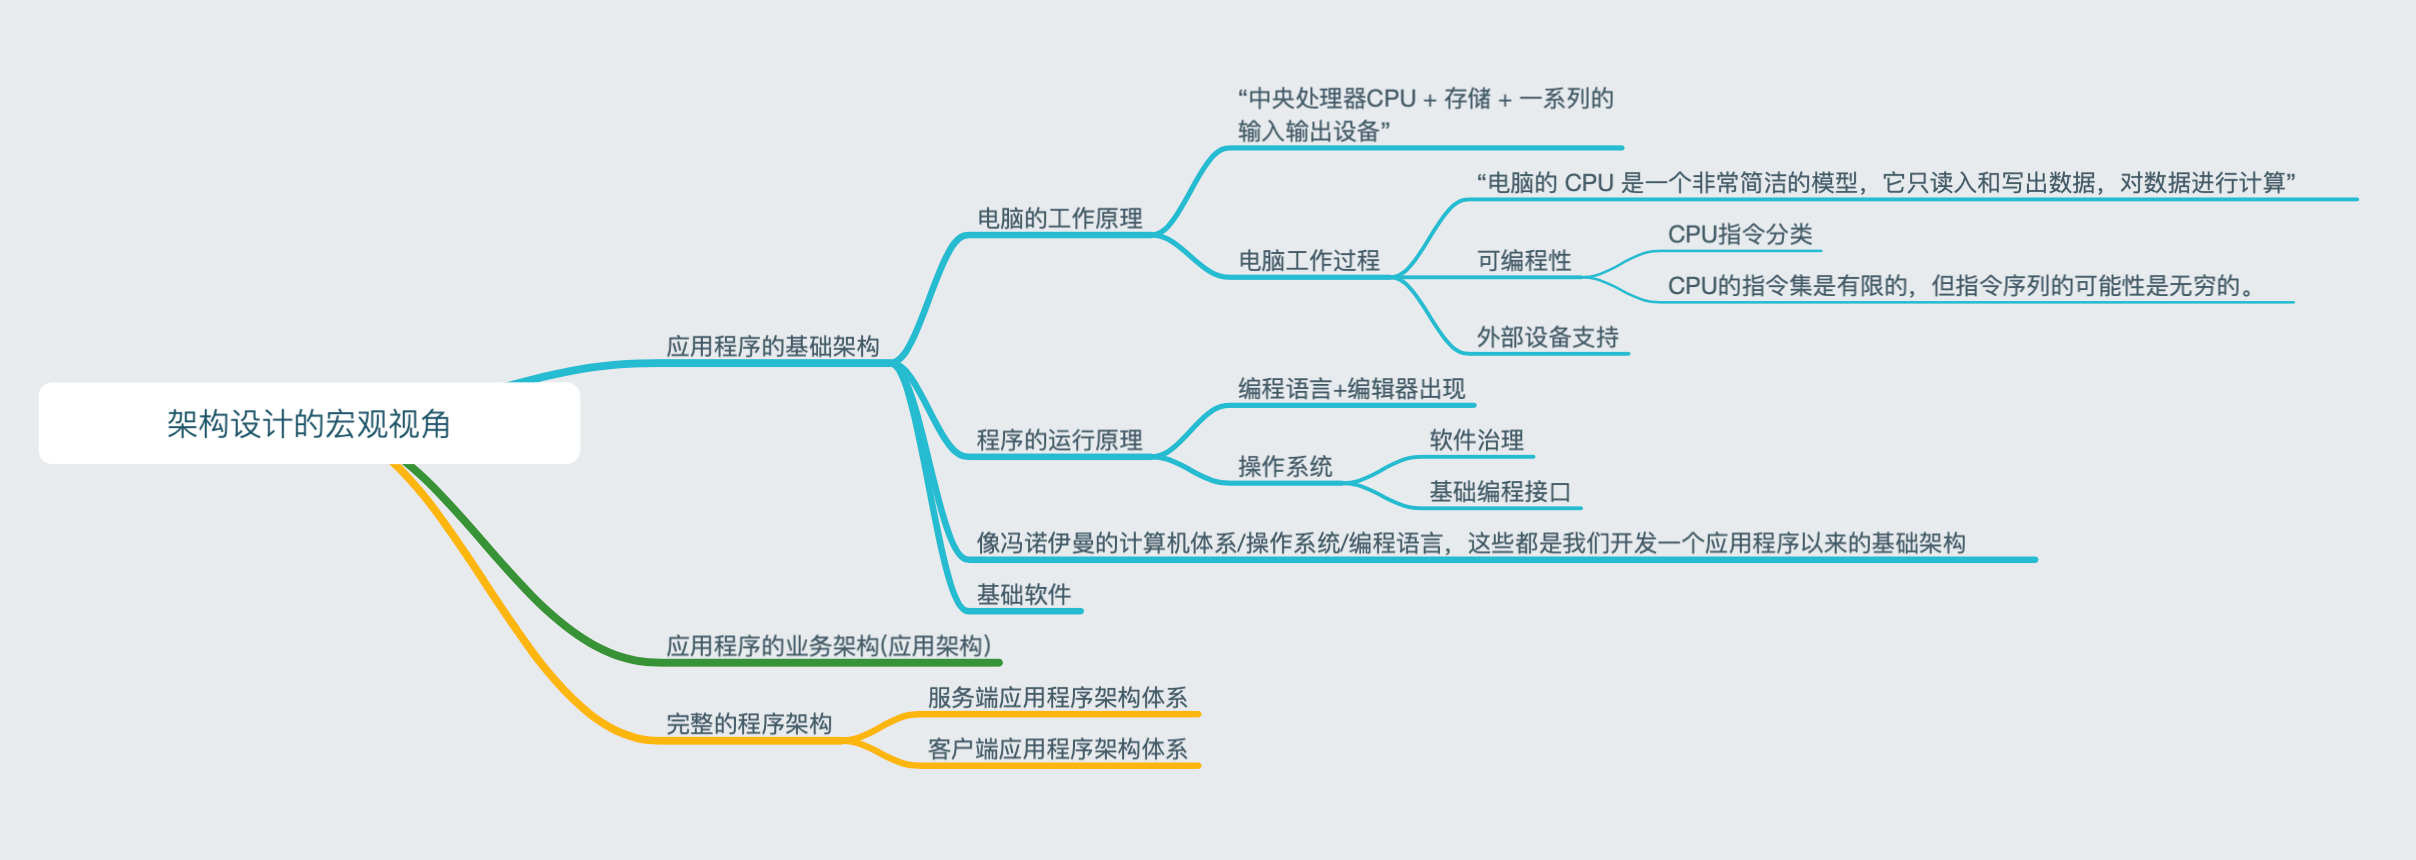 架构设计的宏观视角
应用程序的基础架构
电脑的工作原理
“中央处理器CPU + 存储 + 一系列的
输入输出设备”
电脑工作过程
“电脑的 CPU 是一个非常简洁的模型，它只读入和写出数据，对数据进行计算”
可编程性
CPU指令分类
CPU的指令集是有限的，但指令序列的可能性是无穷的。
外部设备支持
程序的运行原理
编程语言+编辑器出现
操作系统
软件治理
基础编程接口
像冯诺伊曼的计算机体系/操作系统/编程语言，这些都是我们开发一个应用程序以来的基础架构
基础软件
应用程序的业务架构(应用架构)
完整的程序架构
服务端应用程序架构体系
客户端应用程序架构体系